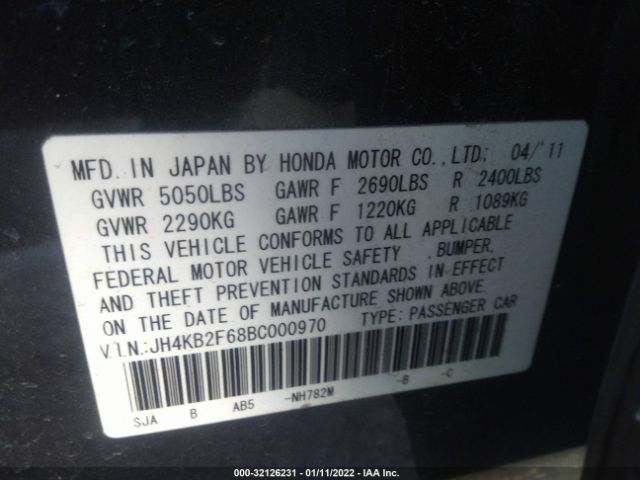 MFD. IN JAPAN BY HONDA MOTOR CO.,LTD; 04/'11
GVWR 5050LBS GAWR F 2690LBS R 2400LBS
GVWR 2290KG GAWR F 1220KG R 1089KG
THIS VEHICLE CONFORMS TO ALL APPLICABLE
FEDERAL MOTOR VEHICLE SAFETY ,BUMPER,
AND THEFT PREVENTION STANDARDS IN EFFECT
ON THE DATE OF MANUFACTURE SHOWN ABOVE.
V.I.N.:JH4KB2F68BC000970 TYPE: PASSENGER CAR
SJA B AB5 -NH782M -B -C
000-32126231 - 01/11/2022 - IAA Inc.